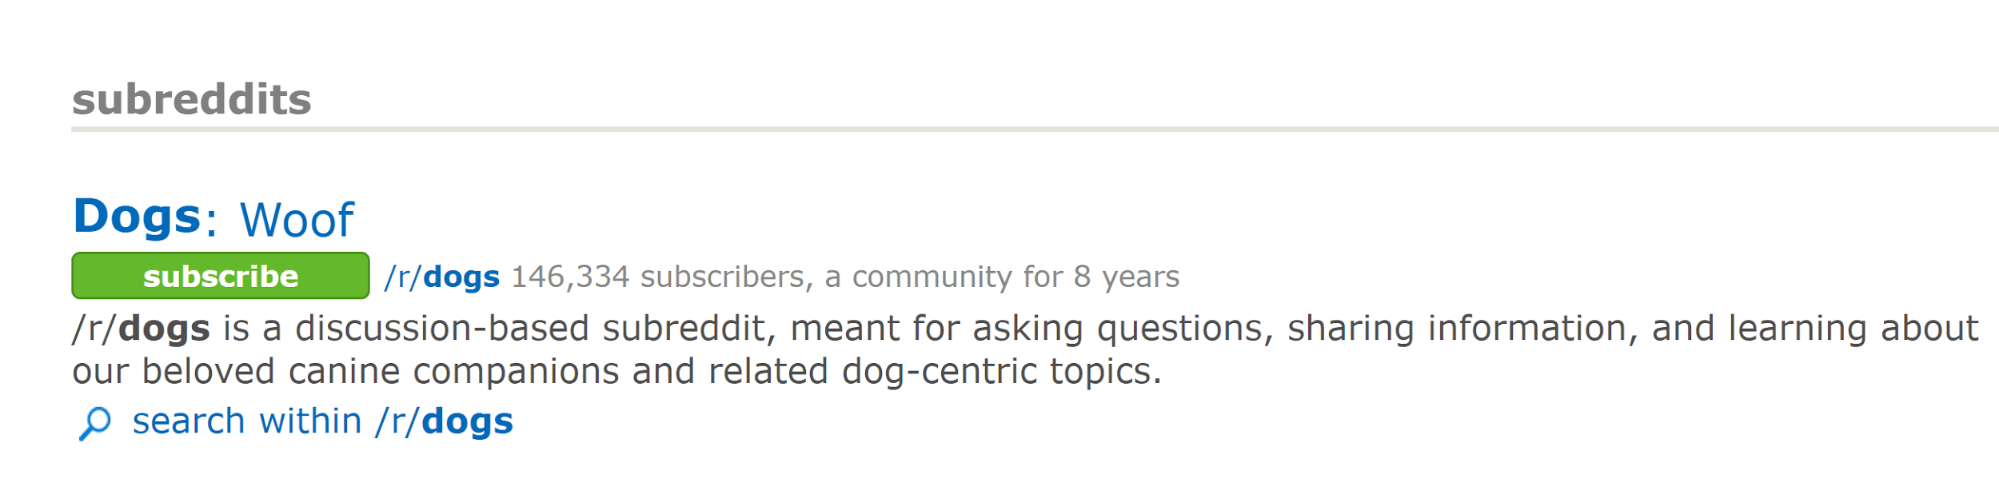 subreddits
Dogs: Woof
subscribe /r/dogs 146,334 subscribers, a community for 8 years
/r/dogs is a discussion-based subreddit, meant for asking questions, sharing information, and learning about
our beloved canine companions and related dog-centric topics.
search within /r/dogs